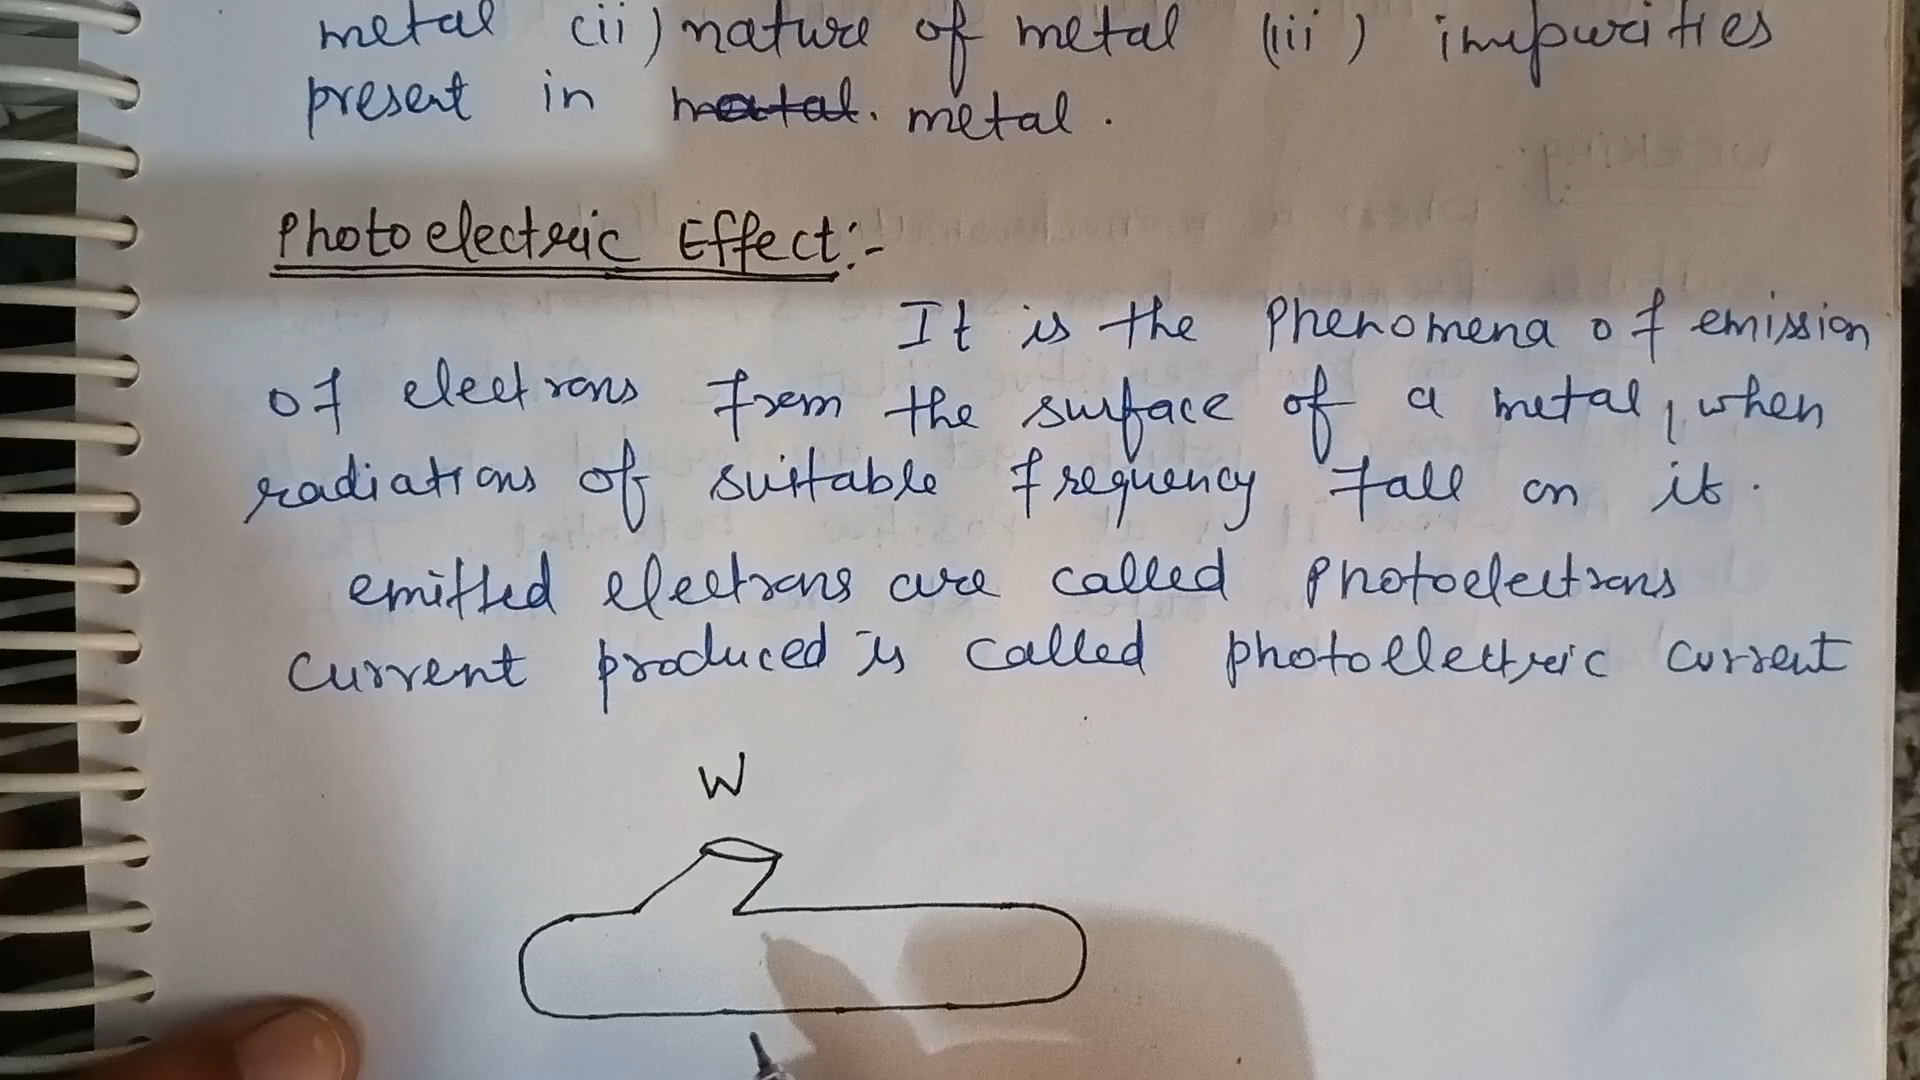 metal (ii) nature of metal (iii) impurities
present in metal.
Photoelectric Effect:-
It is the Phenomena of emission
of electrons from the surface of a metal, when
radiations of suitable frequency fall on it.
emitted electrons are called Photoelectrons
Current produced is called photoelectric current
W